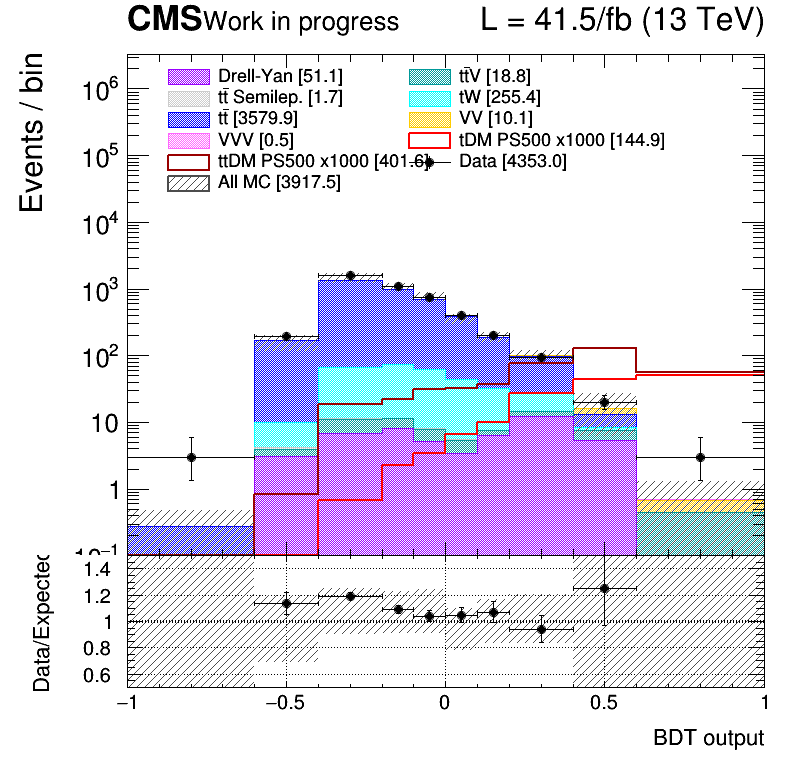 CMS Work in progress L = 41.5/fb (13 TeV)
Events / bin
10⁶
10⁵
10⁴
10³
10²
10
1
10⁻¹
Drell-Yan [51.1]
tt̄V [18.8]
tt̄ Semilep. [1.7]
tW [255.4]
tt̄ [3579.9]
VV [10.1]
VVV [0.5]
tDM PS500 x1000 [144.9]
ttDM PS500 x1000 [401.6]
Data [4353.0]
All MC [3917.5]
Data/Expected
1.4
1.2
1
0.8
0.6
−1 −0.5 0 0.5 1
BDT output